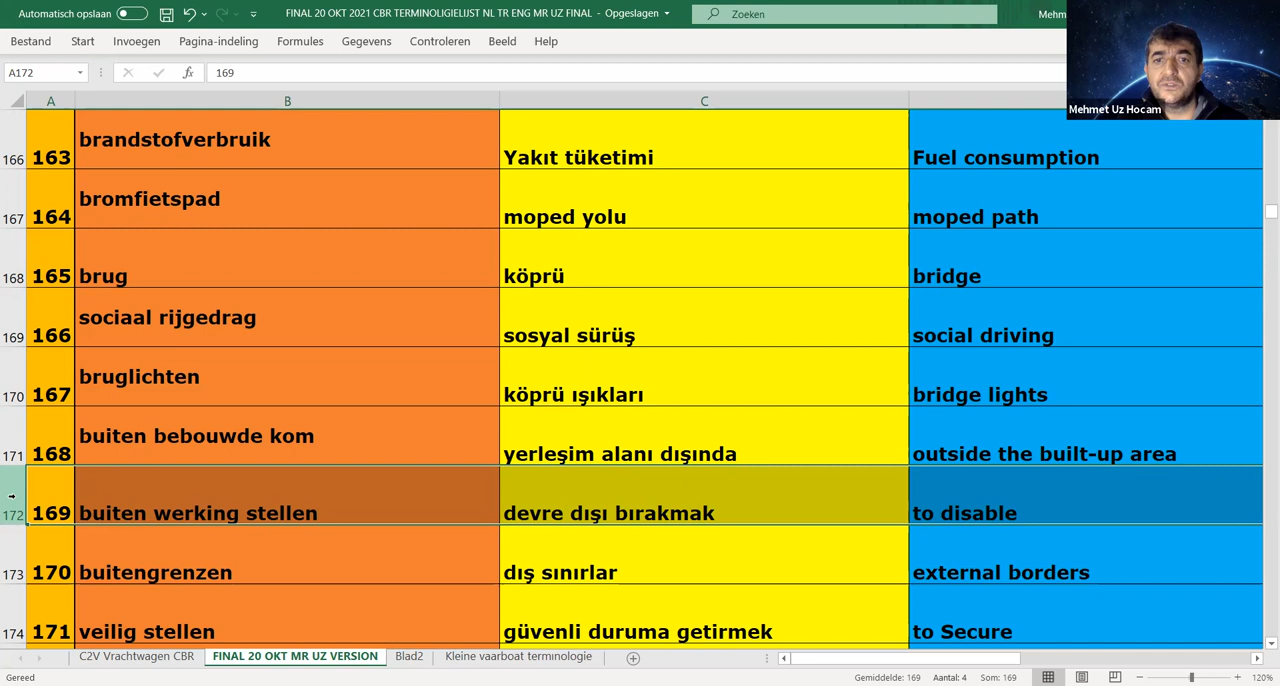 Automatisch opslaan
FINAL 20 OKT 2021 CBR TERMINOLIGIELIJST NL TR ENG MR UZ FINAL - Opgeslagen
Zoeken
Mehm
Bestand Start Invoegen Pagina-indeling Formules Gegevens Controleren Beeld Help
A172 fx 169
Mehmet Uz Hocam
A B C
166 163 brandstofverbruik Yakıt tüketimi Fuel consumption
167 164 bromfietspad moped yolu moped path
168 165 brug köprü bridge
169 166 sociaal rijgedrag sosyal sürüş social driving
170 167 bruglichten köprü ışıkları bridge lights
171 168 buiten bebouwde kom yerleşim alanı dışında outside the built-up area
172 169 buiten werking stellen devre dışı bırakmak to disable
173 170 buitengrenzen dış sınırlar external borders
174 171 veilig stellen güvenli duruma getirmek to Secure
C2V Vrachtwagen CBR FINAL 20 OKT MR UZ VERSION Blad2 Kleine vaarboat terminologie
Gereed Gemiddelde: 169 Aantal: 4 Som: 169 120%